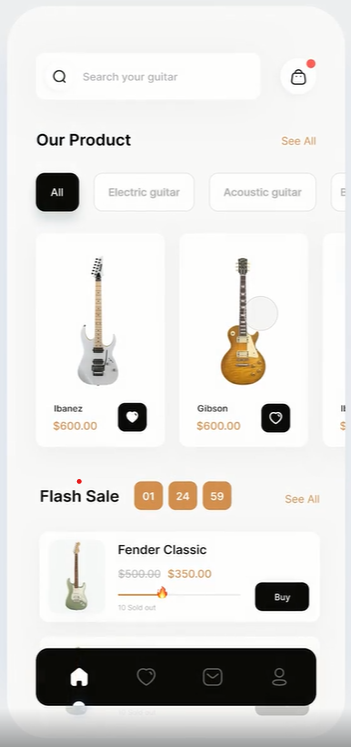 Search your guitar
Our Product
See All
All
Electric guitar
Acoustic guitar
Ibanez
$600.00
Gibson
$600.00
Flash Sale
01
24
59
See All
Fender Classic
$500.00 $350.00
10 Sold out
Buy